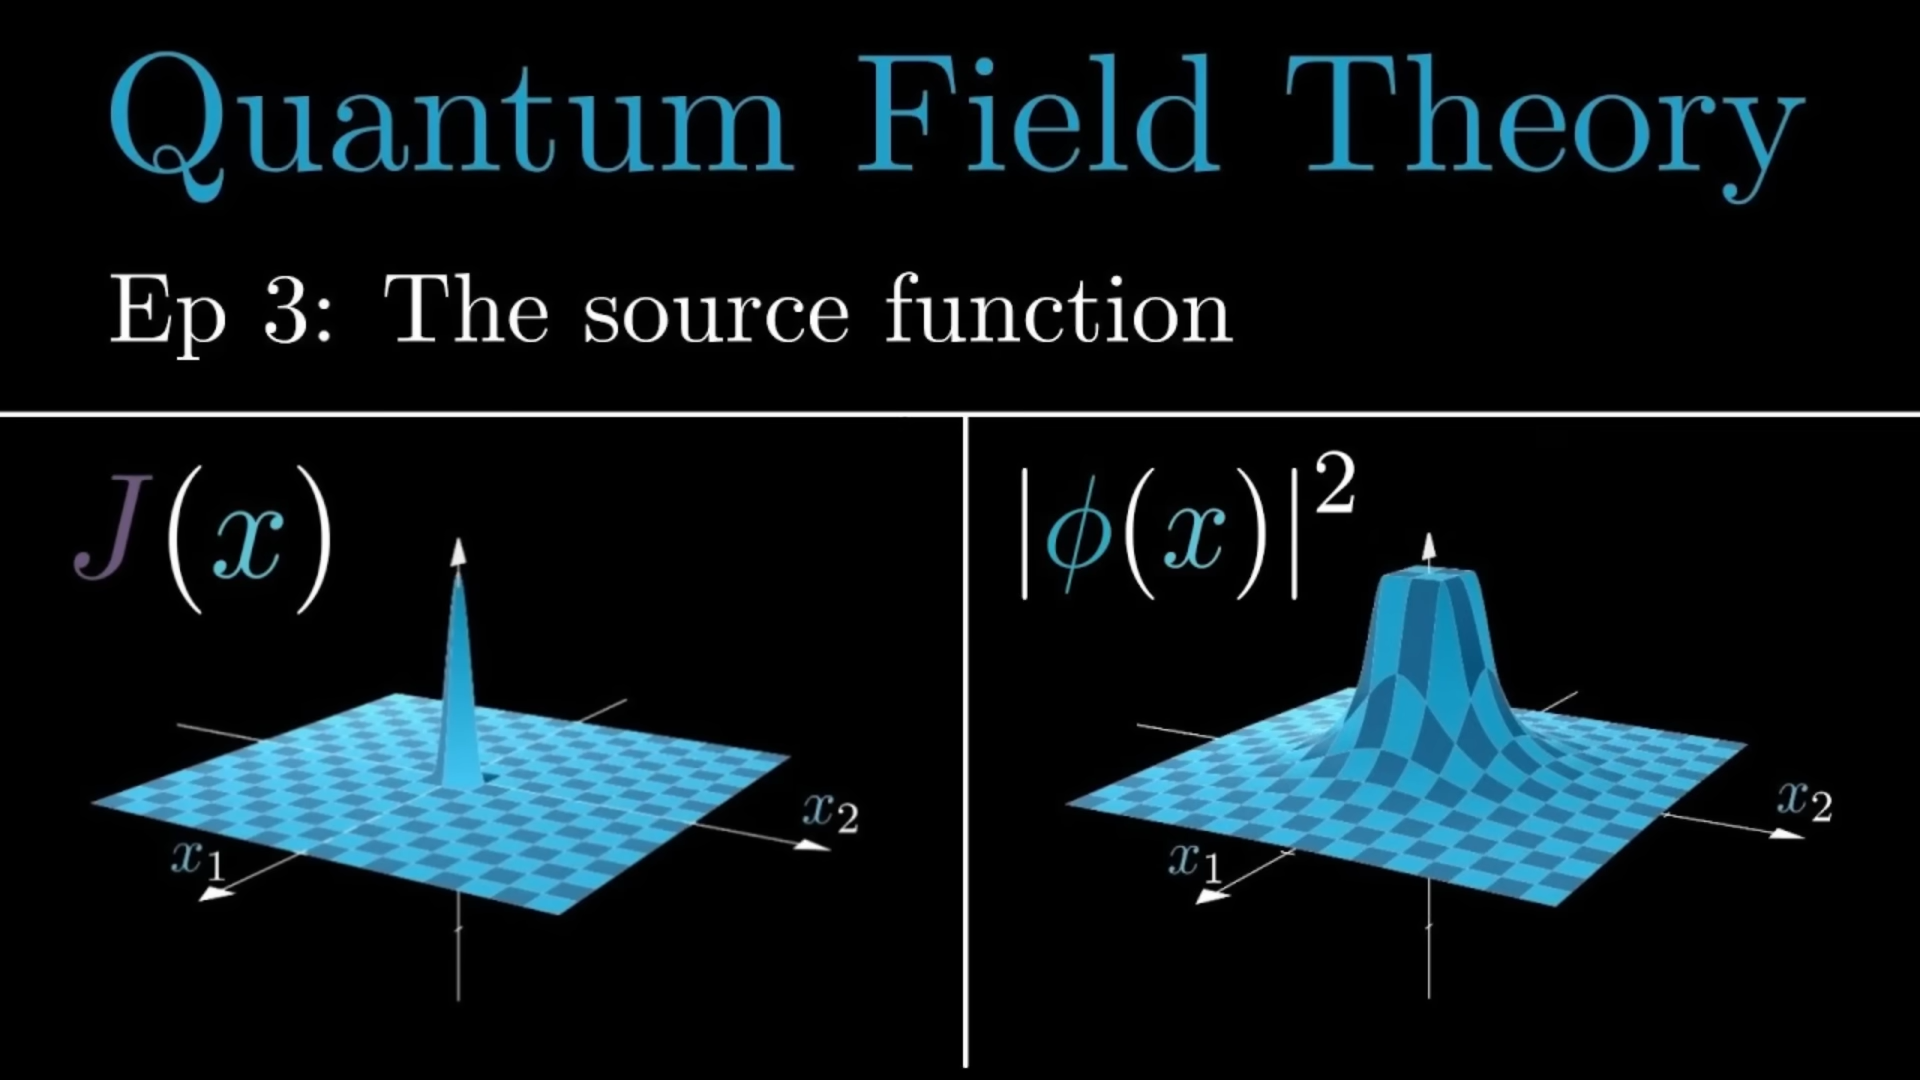 Quantum Field Theory
Ep 3: The source function
J(x)
x₁
x₂
|ϕ(x)|²
x₁
x₂